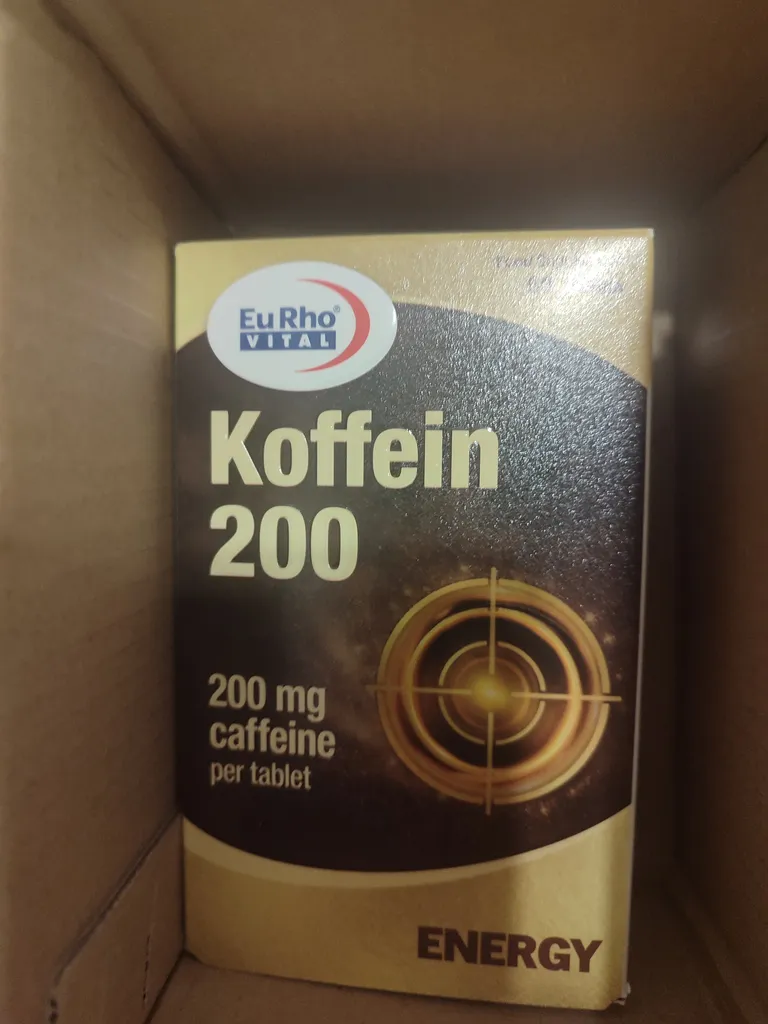 EuRho®
VITAL
Koffein
200
200 mg
caffeine
per tablet
ENERGY